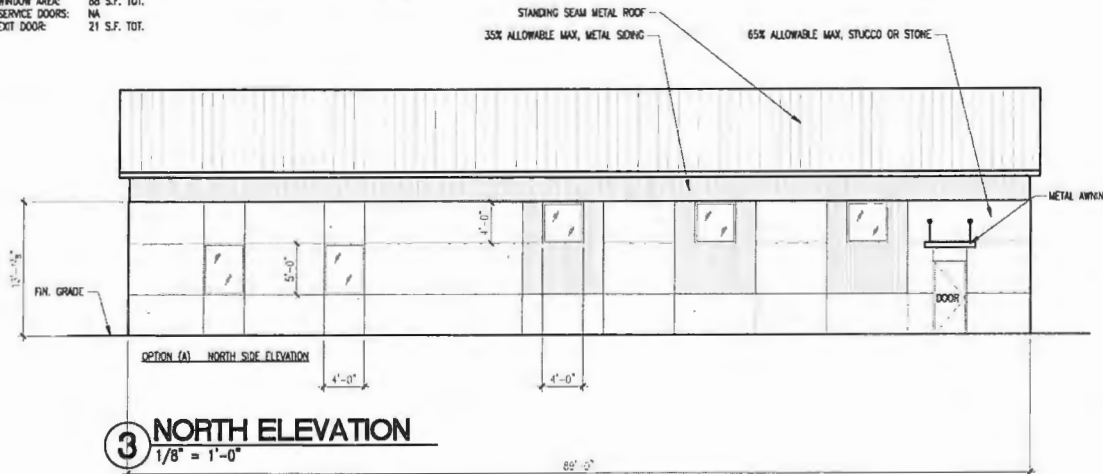 WINDOW AREA: 88 S.F. TOT.
SERVICE DOORS: NA
EXIT DOOR: 21 S.F. TOT.
STANDING SEAM METAL ROOF
35% ALLOWABLE MAX, METAL SIDING
65% ALLOWABLE MAX, STUCCO OR STONE
METAL AWNIN
4'-0"
5'-0"
FIN. GRADE
DOOR
OPTION (A) NORTH SIDE ELEVATION
4'-0"
4'-0"
3 NORTH ELEVATION
1/8" = 1'-0"
89'-0"